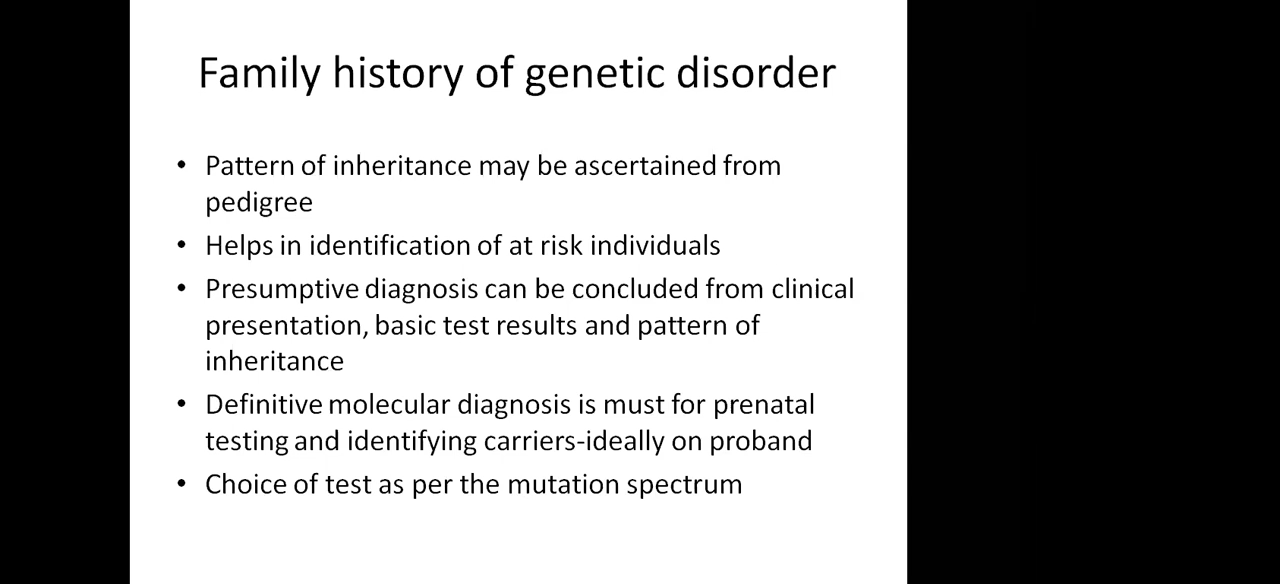 Family history of genetic disorder
• Pattern of inheritance may be ascertained from
pedigree
• Helps in identification of at risk individuals
• Presumptive diagnosis can be concluded from clinical
presentation, basic test results and pattern of
inheritance
• Definitive molecular diagnosis is must for prenatal
testing and identifying carriers-ideally on proband
• Choice of test as per the mutation spectrum